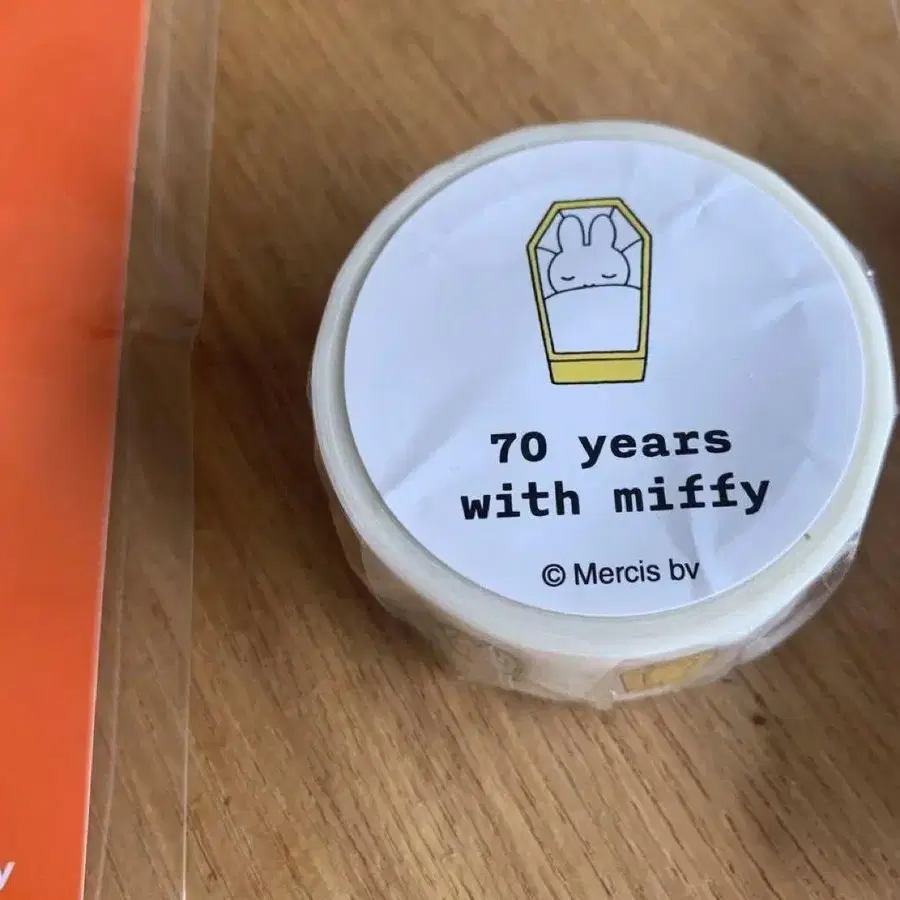 70 years
with miffy
© Mercis bv
y